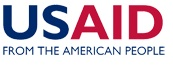 USAID
FROM THE AMERICAN PEOPLE